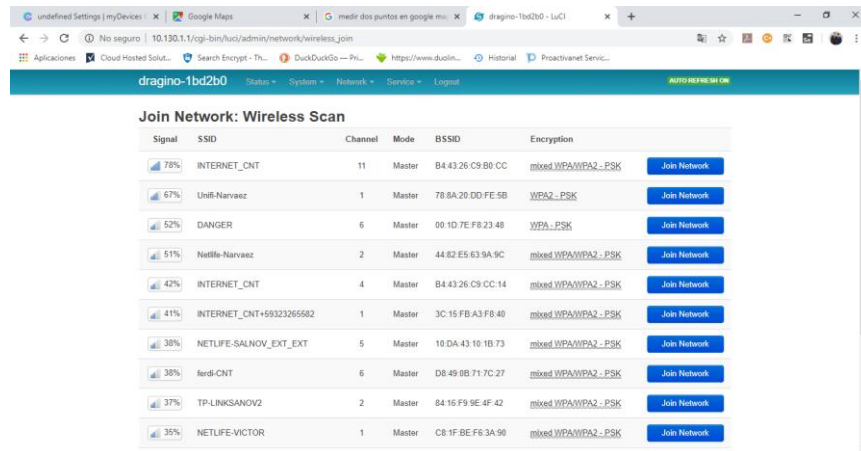 undefined Settings | myDevices
Google Maps
medir dos puntos en google ma
dragino-1bd2b0 - LuCI
No seguro | 10.130.1.1/cgi-bin/luci/admin/network/wireless_join
Aplicaciones Cloud Hosted Solut... Search Encrypt - Th... DuckDuckGo — Pri... https://www.duolin... Historial Proactivanet Servic...
dragino-1bd2b0 Status System Network Service Logout AUTO REFRESH ON
Join Network: Wireless Scan
Signal SSID Channel Mode BSSID Encryption
78% INTERNET_CNT 11 Master B4:43:26:C9:B0:CC mixed WPA/WPA2 - PSK Join Network
67% Unifi-Narvaez 1 Master 78:8A:20:DD:FE:5B WPA2 - PSK Join Network
52% DANGER 6 Master 00:1D:7E:F8:23:48 WPA - PSK Join Network
51% Netlife-Narvaez 2 Master 44:82:E5:63:9A:9C mixed WPA/WPA2 - PSK Join Network
42% INTERNET_CNT 4 Master B4:43:26:C9:CC:14 mixed WPA/WPA2 - PSK Join Network
41% INTERNET_CNT+59323265582 1 Master 3C:15:FB:A3:F8:40 mixed WPA/WPA2 - PSK Join Network
38% NETLIFE-SALNOV_EXT_EXT 5 Master 10:DA:43:10:1B:73 mixed WPA/WPA2 - PSK Join Network
38% ferdi-CNT 6 Master D8:49:0B:71:7C:27 mixed WPA/WPA2 - PSK Join Network
37% TP-LINKSANOV2 2 Master 84:16:F9:9E:4F:42 mixed WPA/WPA2 - PSK Join Network
35% NETLIFE-VICTOR 1 Master C8:1F:BE:F6:3A:90 mixed WPA/WPA2 - PSK Join Network